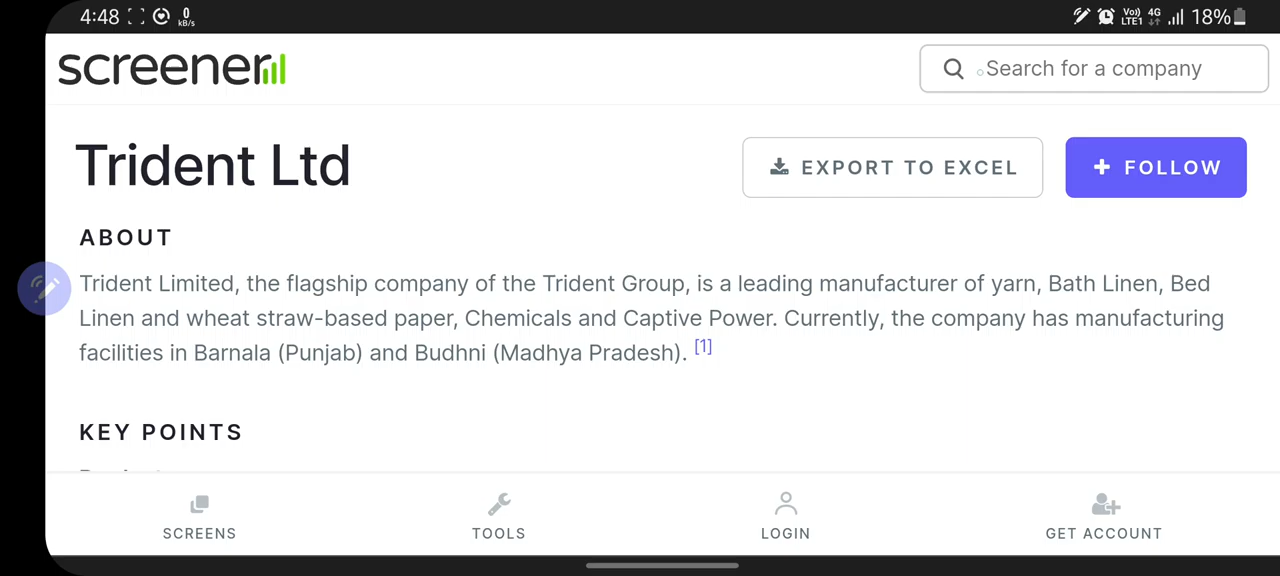 4:48 0 kB/s Vo) LTE1 4G 18%
screener
Search for a company
Trident Ltd
EXPORT TO EXCEL
+ FOLLOW
ABOUT
Trident Limited, the flagship company of the Trident Group, is a leading manufacturer of yarn, Bath Linen, Bed
Linen and wheat straw-based paper, Chemicals and Captive Power. Currently, the company has manufacturing
facilities in Barnala (Punjab) and Budhni (Madhya Pradesh). [1]
KEY POINTS
SCREENS
TOOLS
LOGIN
GET ACCOUNT